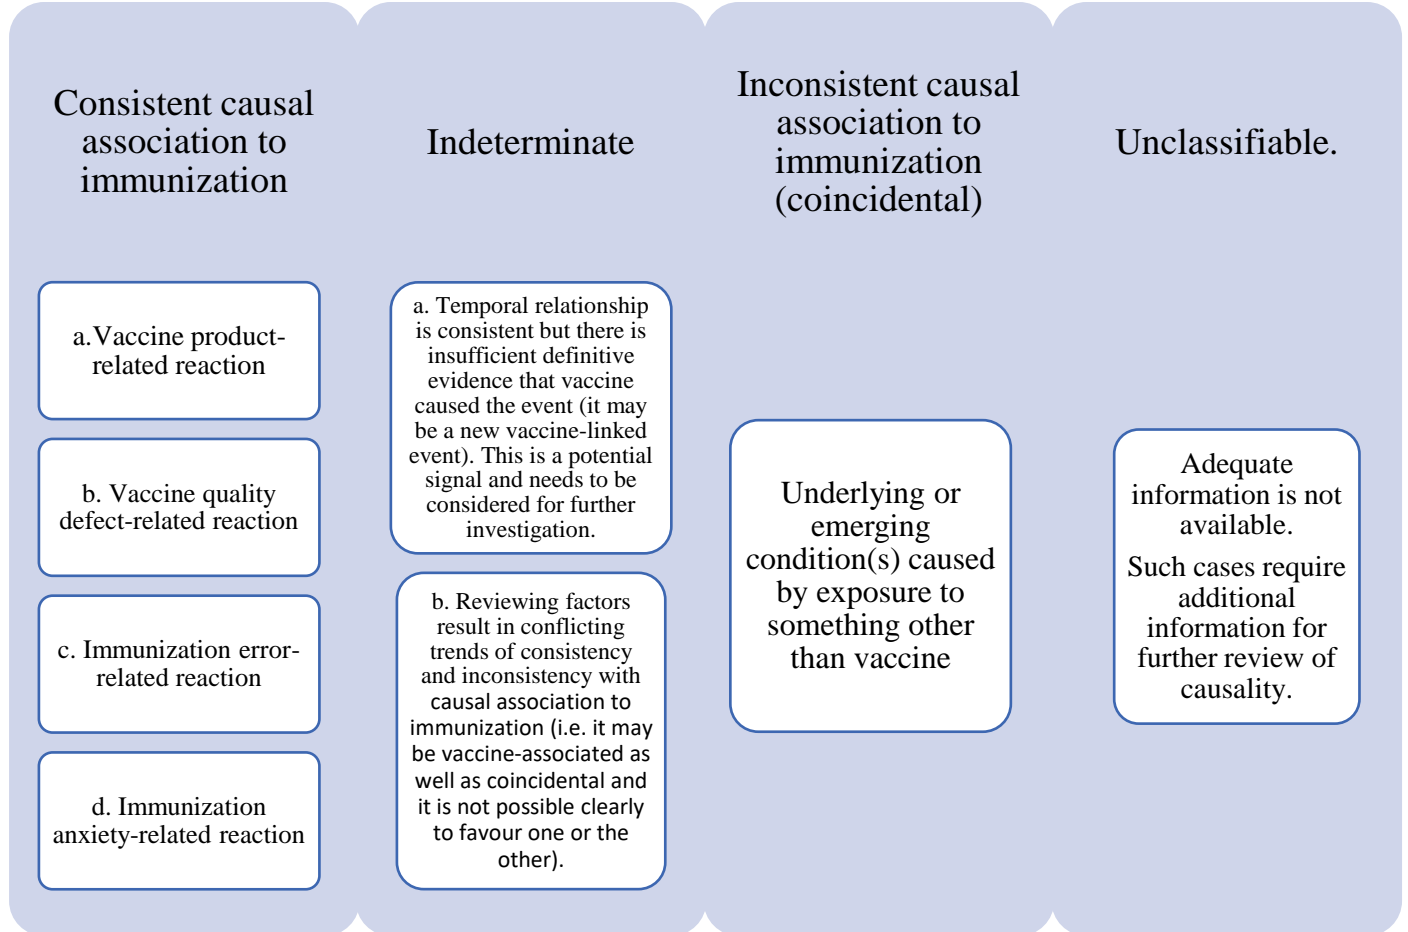 Consistent causal
association to
immunization
a.Vaccine product-
related reaction
b. Vaccine quality
defect-related reaction
c. Immunization error-
related reaction
d. Immunization
anxiety-related reaction
Indeterminate
a. Temporal relationship
is consistent but there is
insufficient definitive
evidence that vaccine
caused the event (it may
be a new vaccine-linked
event). This is a potential
signal and needs to be
considered for further
investigation.
b. Reviewing factors
result in conflicting
trends of consistency
and inconsistency with
causal association to
immunization (i.e. it may
be vaccine-associated as
well as coincidental and
it is not possible clearly
to favour one or the
other).
Inconsistent causal
association to
immunization
(coincidental)
Underlying or
emerging
condition(s) caused
by exposure to
something other
than vaccine
Unclassifiable.
Adequate
information is not
available.
Such cases require
additional
information for
further review of
causality.